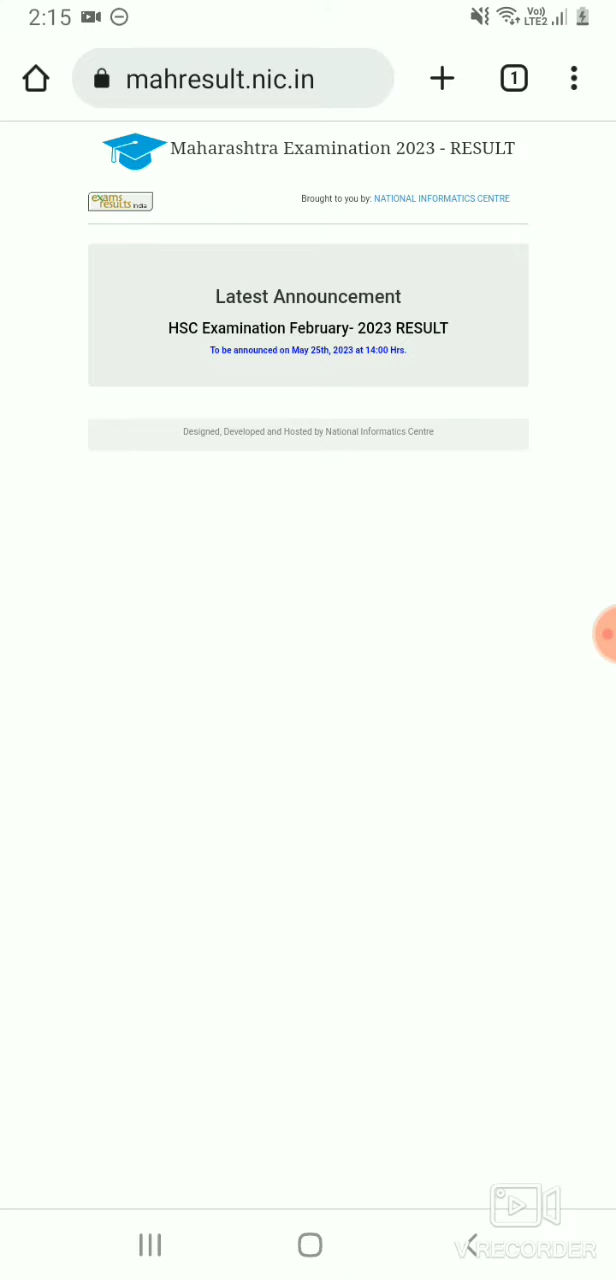 2:15
Vo)
LTE2
mahresult.nic.in
1
Maharashtra Examination 2023 - RESULT
exams
results india
Brought to you by: NATIONAL INFORMATICS CENTRE
Latest Announcement
HSC Examination February- 2023 RESULT
To be announced on May 25th, 2023 at 14:00 Hrs.
Designed, Developed and Hosted by National Informatics Centre
V RECORDER